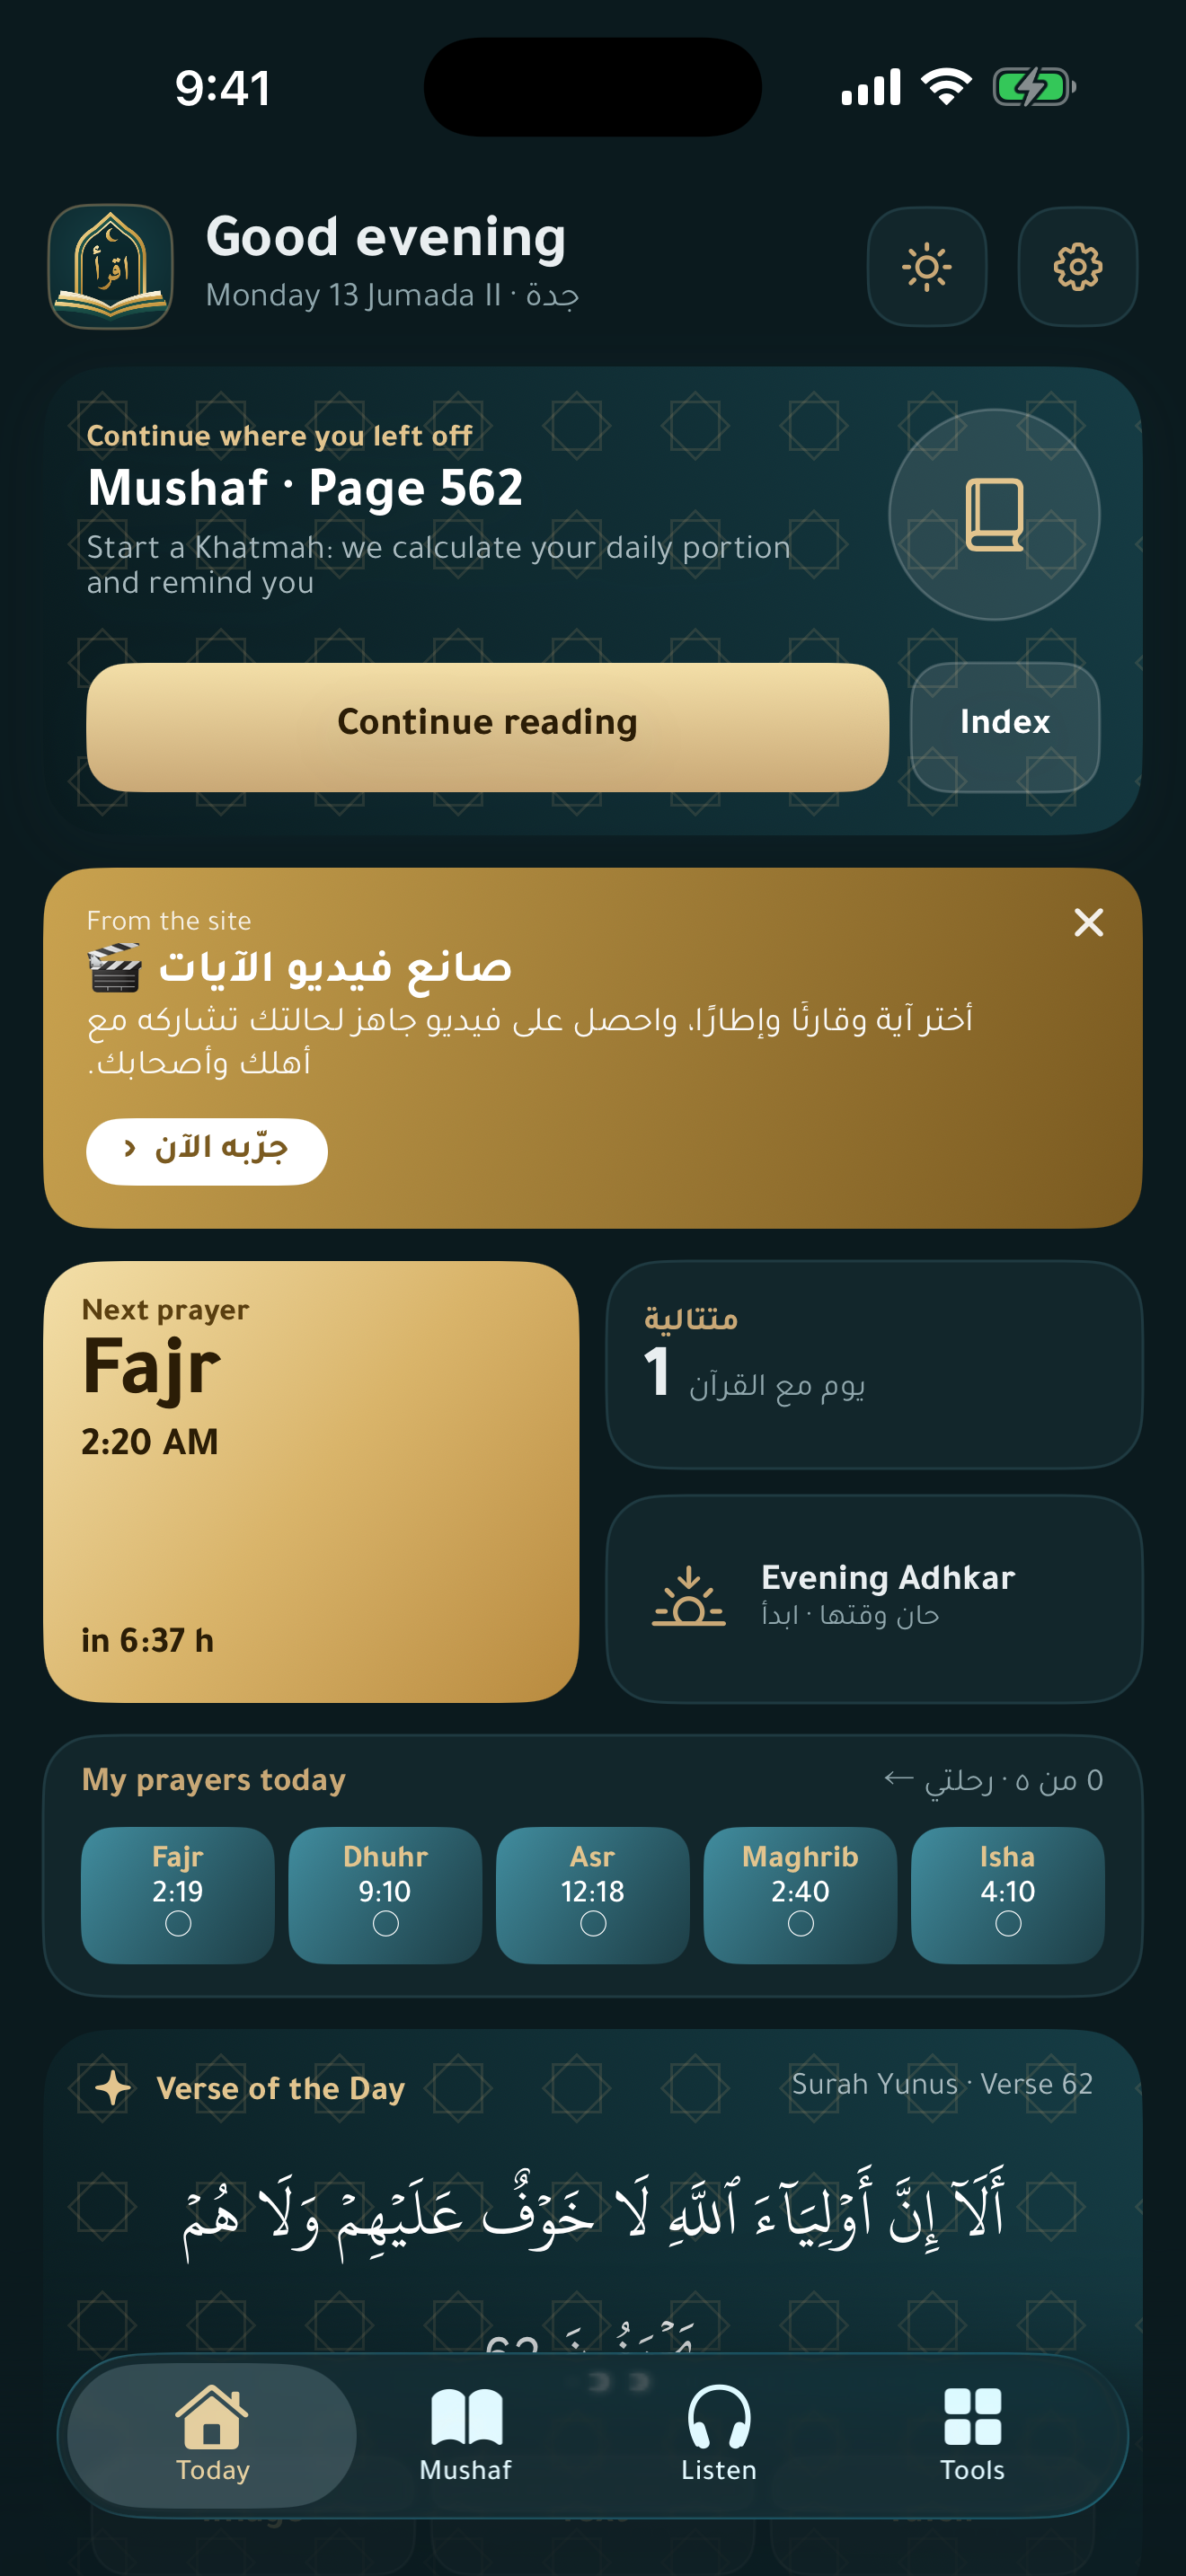 9:41
اقرأ
Good evening
Monday 13 Jumada II · جدة
Continue where you left off
Mushaf · Page 562
Start a Khatmah: we calculate your daily portion
and remind you
Continue reading
Index
From the site
🎬 صانع فيديو الآيات
أختر آية وقارئًا وإطارًا، واحصل على فيديو جاهز لحالتك تشاركه مع
أهلك وأصحابك.
جرّبه الآن ›
Next prayer
Fajr
2:20 AM
in 6:37 h
متتالية
1 يوم مع القرآن
Evening Adhkar
حان وقتها · ابدأ
My prayers today
0 من ٥ · رحلتي ←
Fajr
2:19
Dhuhr
9:10
Asr
12:18
Maghrib
2:40
Isha
4:10
Verse of the Day
Surah Yunus · Verse 62
أَلَآ إِنَّ أَوْلِيَآءَ ٱللَّهِ لَا خَوْفٌ عَلَيْهِمْ وَلَا هُمْ
Today
Mushaf
Listen
Tools